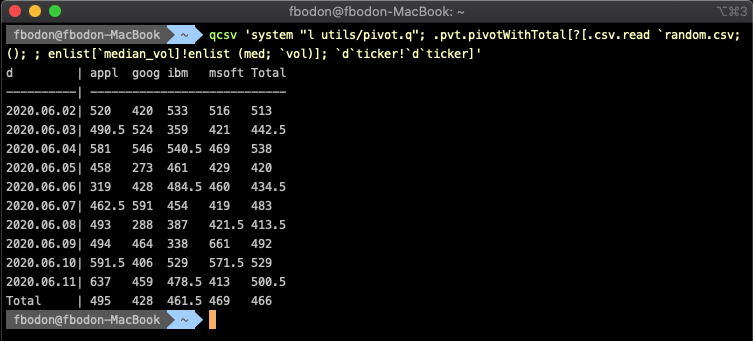 fbodon@fbodon-MacBook: ~
⌥⌘3
fbodon@fbodon-MacBook ~ qcsv 'system "l utils/pivot.q"; .pvt.pivotWithTotal[?[.csv.read `random.csv;
(); ; enlist[`median_vol]!enlist (med; `vol)]; `d`ticker!`d`ticker]'
d         | appl  goog ibm   msoft Total
----------| ----------------------------
2020.06.02| 520   420  533   516   513
2020.06.03| 490.5 524  359   421   442.5
2020.06.04| 581   546  540.5 469   538
2020.06.05| 458   273  461   429   420
2020.06.06| 319   428  484.5 460   434.5
2020.06.07| 462.5 591  454   419   483
2020.06.08| 493   288  387   421.5 413.5
2020.06.09| 494   464  338   661   492
2020.06.10| 591.5 406  529   571.5 529
2020.06.11| 637   459  478.5 413   500.5
Total     | 495   428  461.5 469   466
fbodon@fbodon-MacBook ~